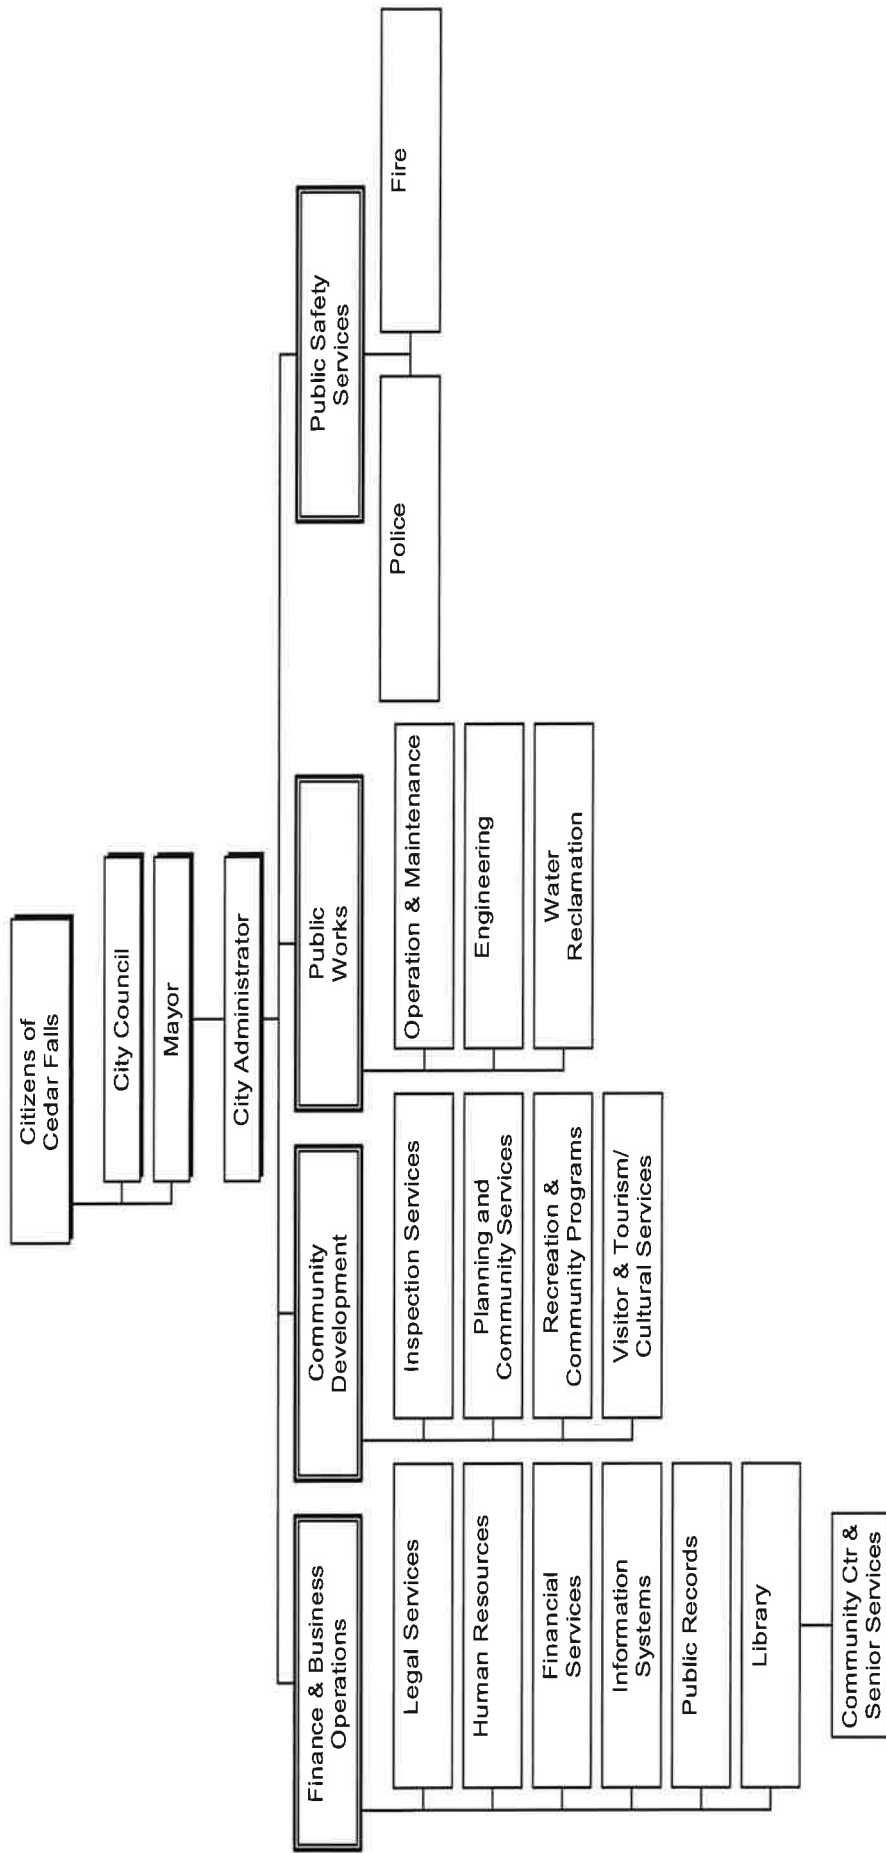 Citizens of
Cedar Falls
City Council
Mayor
City Administrator
Finance & Business
Operations
Legal Services
Human Resources
Financial
Services
Information
Systems
Public Records
Library
Community Ctr &
Senior Services
Community
Development
Inspection Services
Planning and
Community Services
Recreation &
Community Programs
Visitor & Tourism/
Cultural Services
Public
Works
Operation & Maintenance
Engineering
Water
Reclamation
Public Safety
Services
Police
Fire